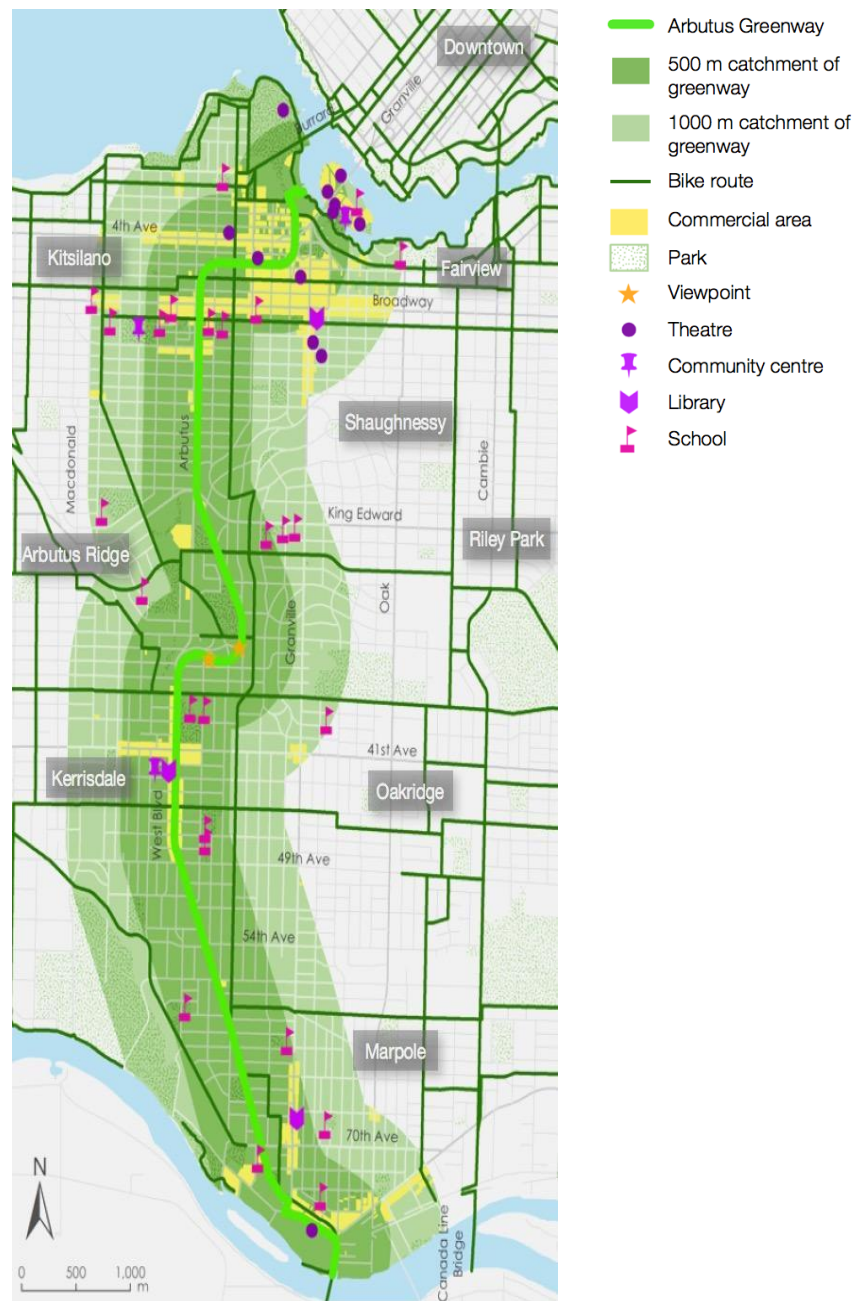 Downtown
Burrard
Granville
4th Ave
Kitsilano
Fairview
Broadway
Shaughnessy
Macdonald
Arbutus
Cambie
King Edward
Arbutus Ridge
Riley Park
Oak
Granville
41st Ave
Kerrisdale
Oakridge
West Blvd
49th Ave
54th Ave
Marpole
70th Ave
N
Canada Line
Bridge
0 500 1,000
m
Arbutus Greenway
500 m catchment of
greenway
1000 m catchment of
greenway
Bike route
Commercial area
Park
Viewpoint
Theatre
Community centre
Library
School